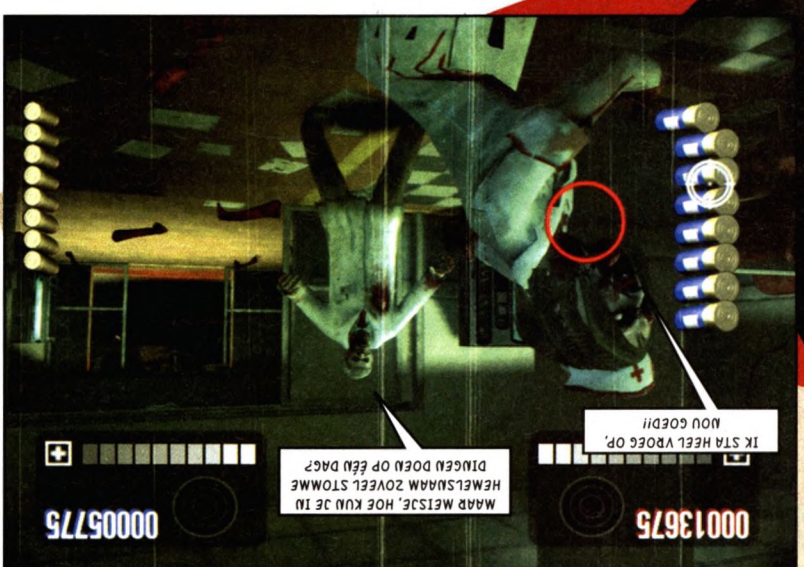 00013675
00005775
MAAR MEISJE, HOE KUN JE IN
HEMELSNAAM ZOVEEL STOMME
DINGEN DOEN OP ÉÉN DAG?
IK STA HEEL VROEG OP,
NOU GOED!!